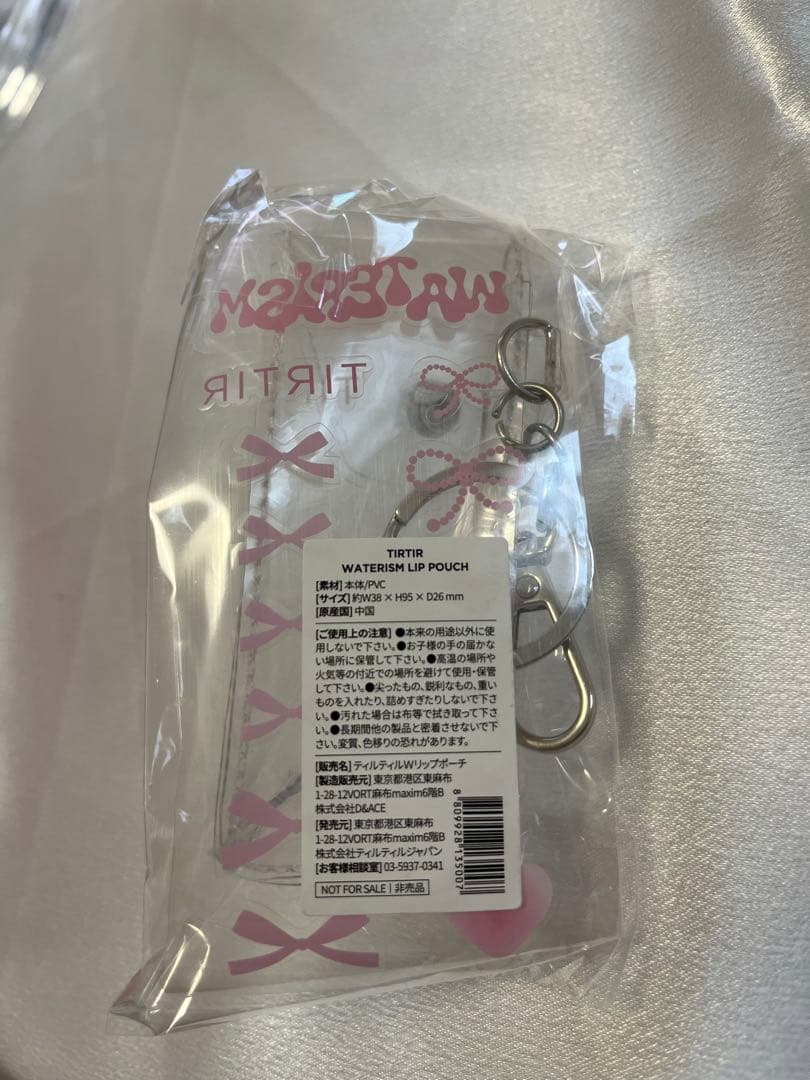 WATERISM
TIRTIR
TIRTIR
WATERISM LIP POUCH
[素材] 本体/PVC
[サイズ] 約W38 × H95 × D26 mm
[原産国] 中国
[ご使用上の注意] ●本来の用途以外に使
用しないで下さい。●お子様の手の届かな
い場所に保管して下さい。●高温の場所や
火気等の付近での場所を避けて使用・保管
して下さい。●尖ったもの、鋭利なもの、重い
ものを入れたり、詰めすぎたりしないで下さ
い。●汚れた場合は布等で拭き取って下さ
い。●長期間他の製品と密着させないで下
さい。変質、色移りの恐れがあります。
[販売名] ティルティルWリップポーチ
[製造販売元] 東京都港区東麻布
1-28-12VORT麻布maxim6階B
株式会社D&ACE
[発売元] 東京都港区東麻布
1-28-12VORT麻布maxim6階B
株式会社ティルティルジャパン
[お客様相談室] 03-5937-0341
NOT FOR SALE | 非売品
8809928135007